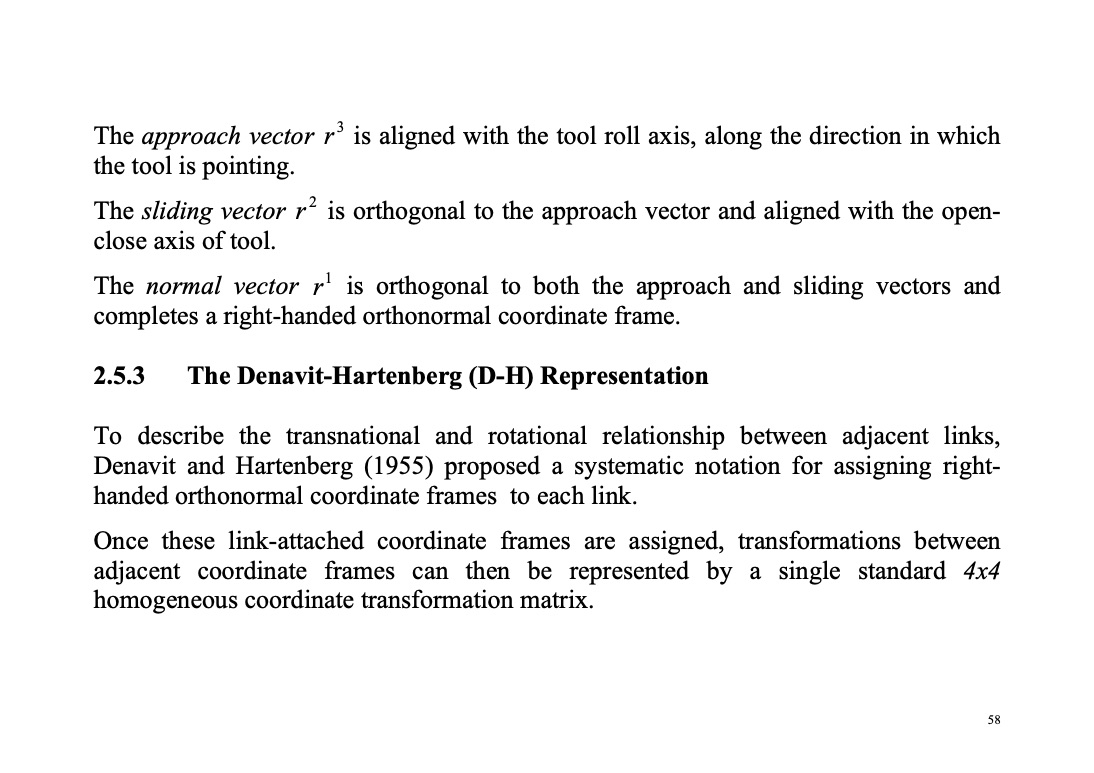 The approach vector r³ is aligned with the tool roll axis, along the direction in which
the tool is pointing.
The sliding vector r² is orthogonal to the approach vector and aligned with the open-
close axis of tool.
The normal vector r¹ is orthogonal to both the approach and sliding vectors and
completes a right-handed orthonormal coordinate frame.
2.5.3 The Denavit-Hartenberg (D-H) Representation
To describe the transnational and rotational relationship between adjacent links,
Denavit and Hartenberg (1955) proposed a systematic notation for assigning right-
handed orthonormal coordinate frames to each link.
Once these link-attached coordinate frames are assigned, transformations between
adjacent coordinate frames can then be represented by a single standard 4x4
homogeneous coordinate transformation matrix.
58